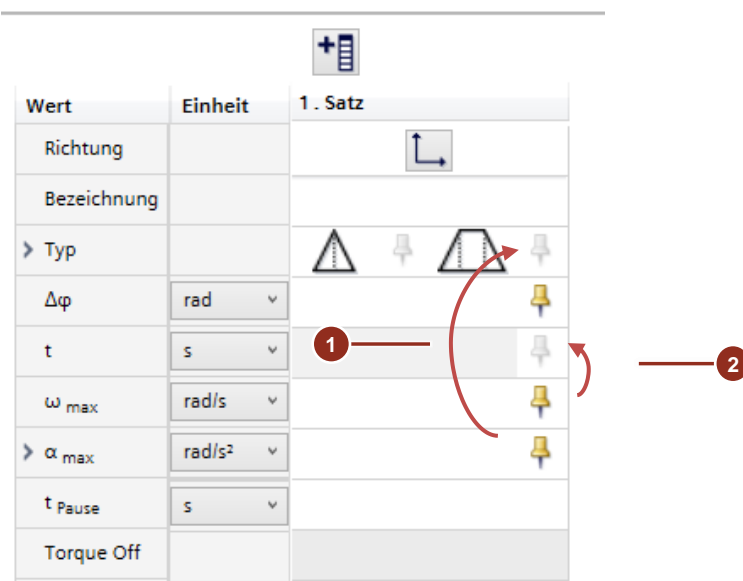 Wert Einheit 1 . Satz
Richtung
Bezeichnung
Typ
Δφ rad
t s 1
2
ω max rad/s
α max rad/s²
t Pause s
Torque Off